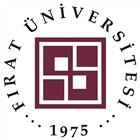 FIRAT ÜNİVERSİTESİ
· 1975 ·